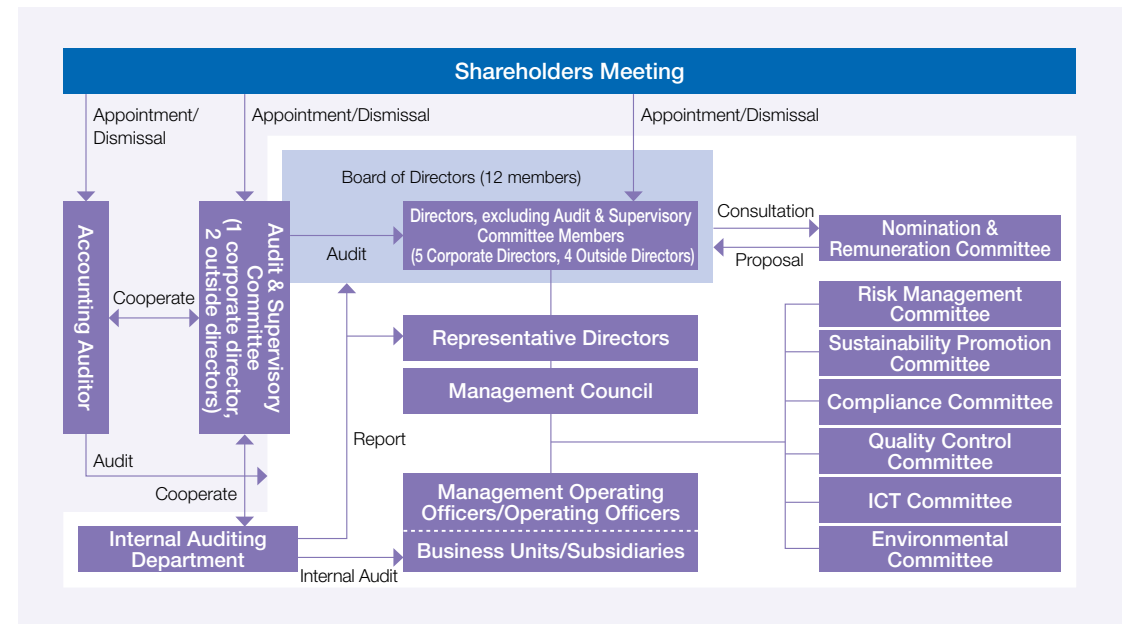 Shareholders Meeting
Appointment/
Dismissal
Appointment/Dismissal
Appointment/Dismissal
Board of Directors (12 members)
Accounting Auditor
Cooperate
Audit & Supervisory
Committee
(1 corporate director,
2 outside directors)
Audit
Directors, excluding Audit & Supervisory
Committee Members
(5 Corporate Directors, 4 Outside Directors)
Consultation
Proposal
Nomination &
Remuneration Committee
Representative Directors
Management Council
Risk Management
Committee
Sustainability Promotion
Committee
Compliance Committee
Quality Control
Committee
ICT Committee
Environmental
Committee
Report
Audit
Cooperate
Management Operating
Officers/Operating Officers
Business Units/Subsidiaries
Internal Auditing
Department
Internal Audit